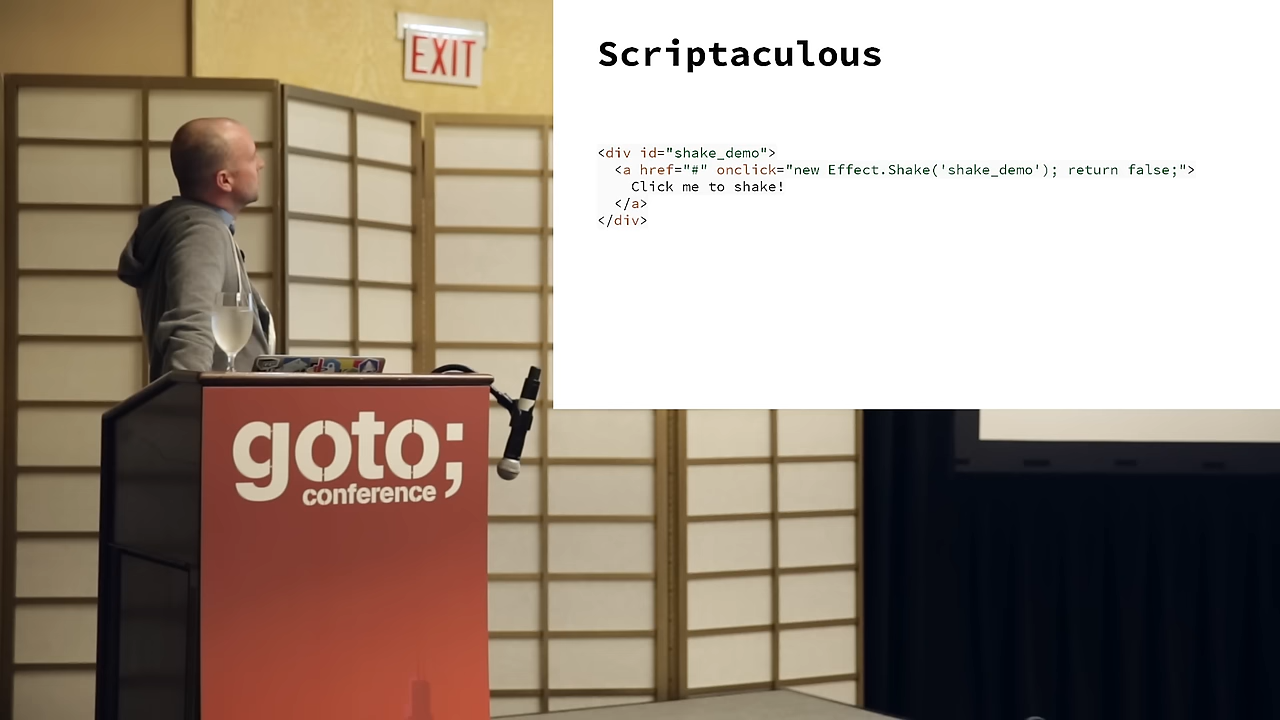 EXIT
Scriptaculous
<div id="shake_demo">
  <a href="#" onclick="new Effect.Shake('shake_demo'); return false;">
    Click me to shake!
  </a>
</div>
goto;
conference